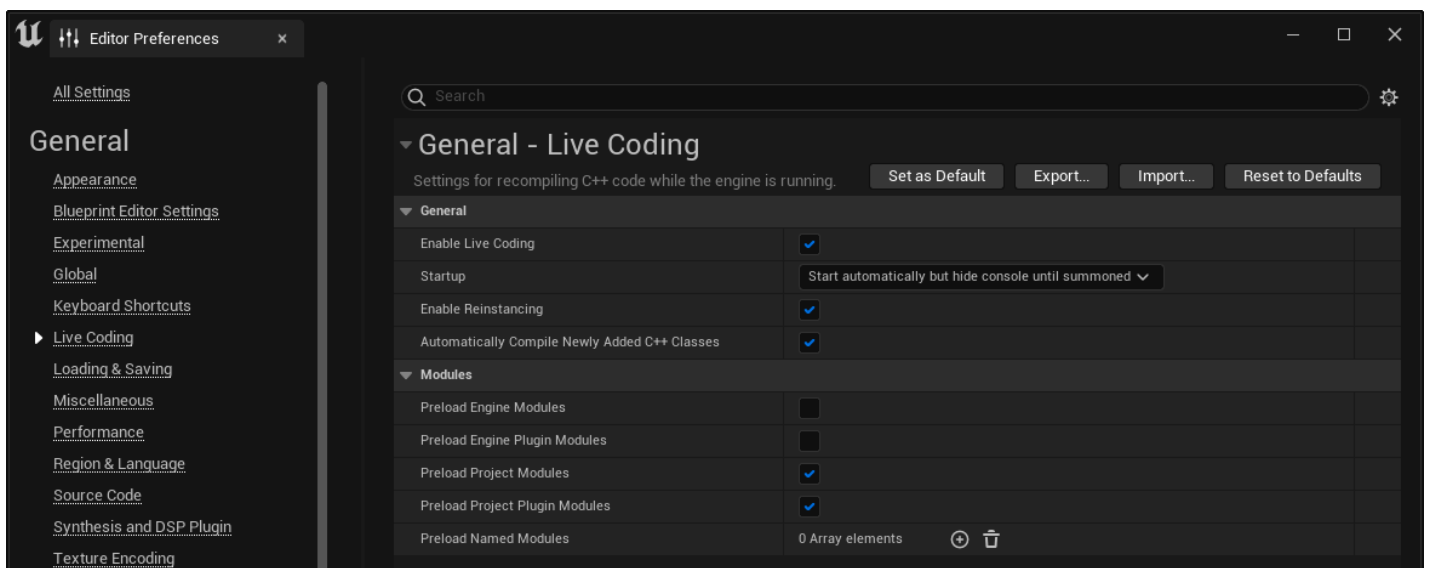 Editor Preferences
All Settings
General
Appearance
Blueprint Editor Settings
Experimental
Global
Keyboard Shortcuts
Live Coding
Loading & Saving
Miscellaneous
Performance
Region & Language
Source Code
Synthesis and DSP Plugin
Texture Encoding
Search
General - Live Coding
Settings for recompiling C++ code while the engine is running.
Set as Default
Export...
Import...
Reset to Defaults
General
Enable Live Coding
Startup
Start automatically but hide console until summoned
Enable Reinstancing
Automatically Compile Newly Added C++ Classes
Modules
Preload Engine Modules
Preload Engine Plugin Modules
Preload Project Modules
Preload Project Plugin Modules
Preload Named Modules
0 Array elements